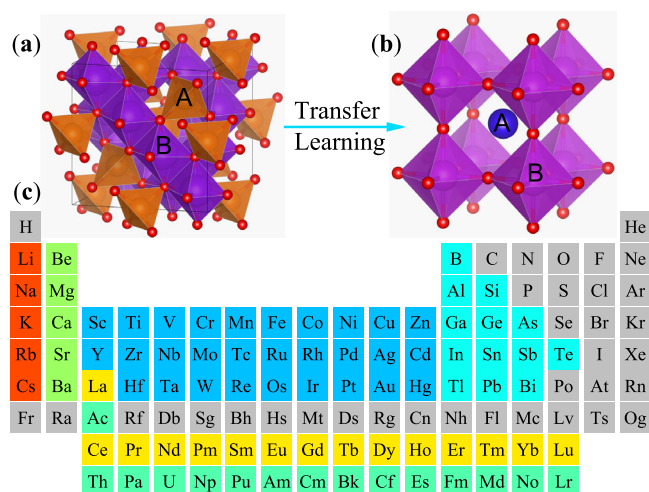 (a)
(b)
A
B
Transfer
Learning
A
B
(c)
H He
Li Be B C N O F Ne
Na Mg Al Si P S Cl Ar
K Ca Sc Ti V Cr Mn Fe Co Ni Cu Zn Ga Ge As Se Br Kr
Rb Sr Y Zr Nb Mo Tc Ru Rh Pd Ag Cd In Sn Sb Te I Xe
Cs Ba La Hf Ta W Re Os Ir Pt Au Hg Tl Pb Bi Po At Rn
Fr Ra Ac Rf Db Sg Bh Hs Mt Ds Rg Cn Nh Fl Mc Lv Ts Og
Ce Pr Nd Pm Sm Eu Gd Tb Dy Ho Er Tm Yb Lu
Th Pa U Np Pu Am Cm Bk Cf Es Fm Md No Lr